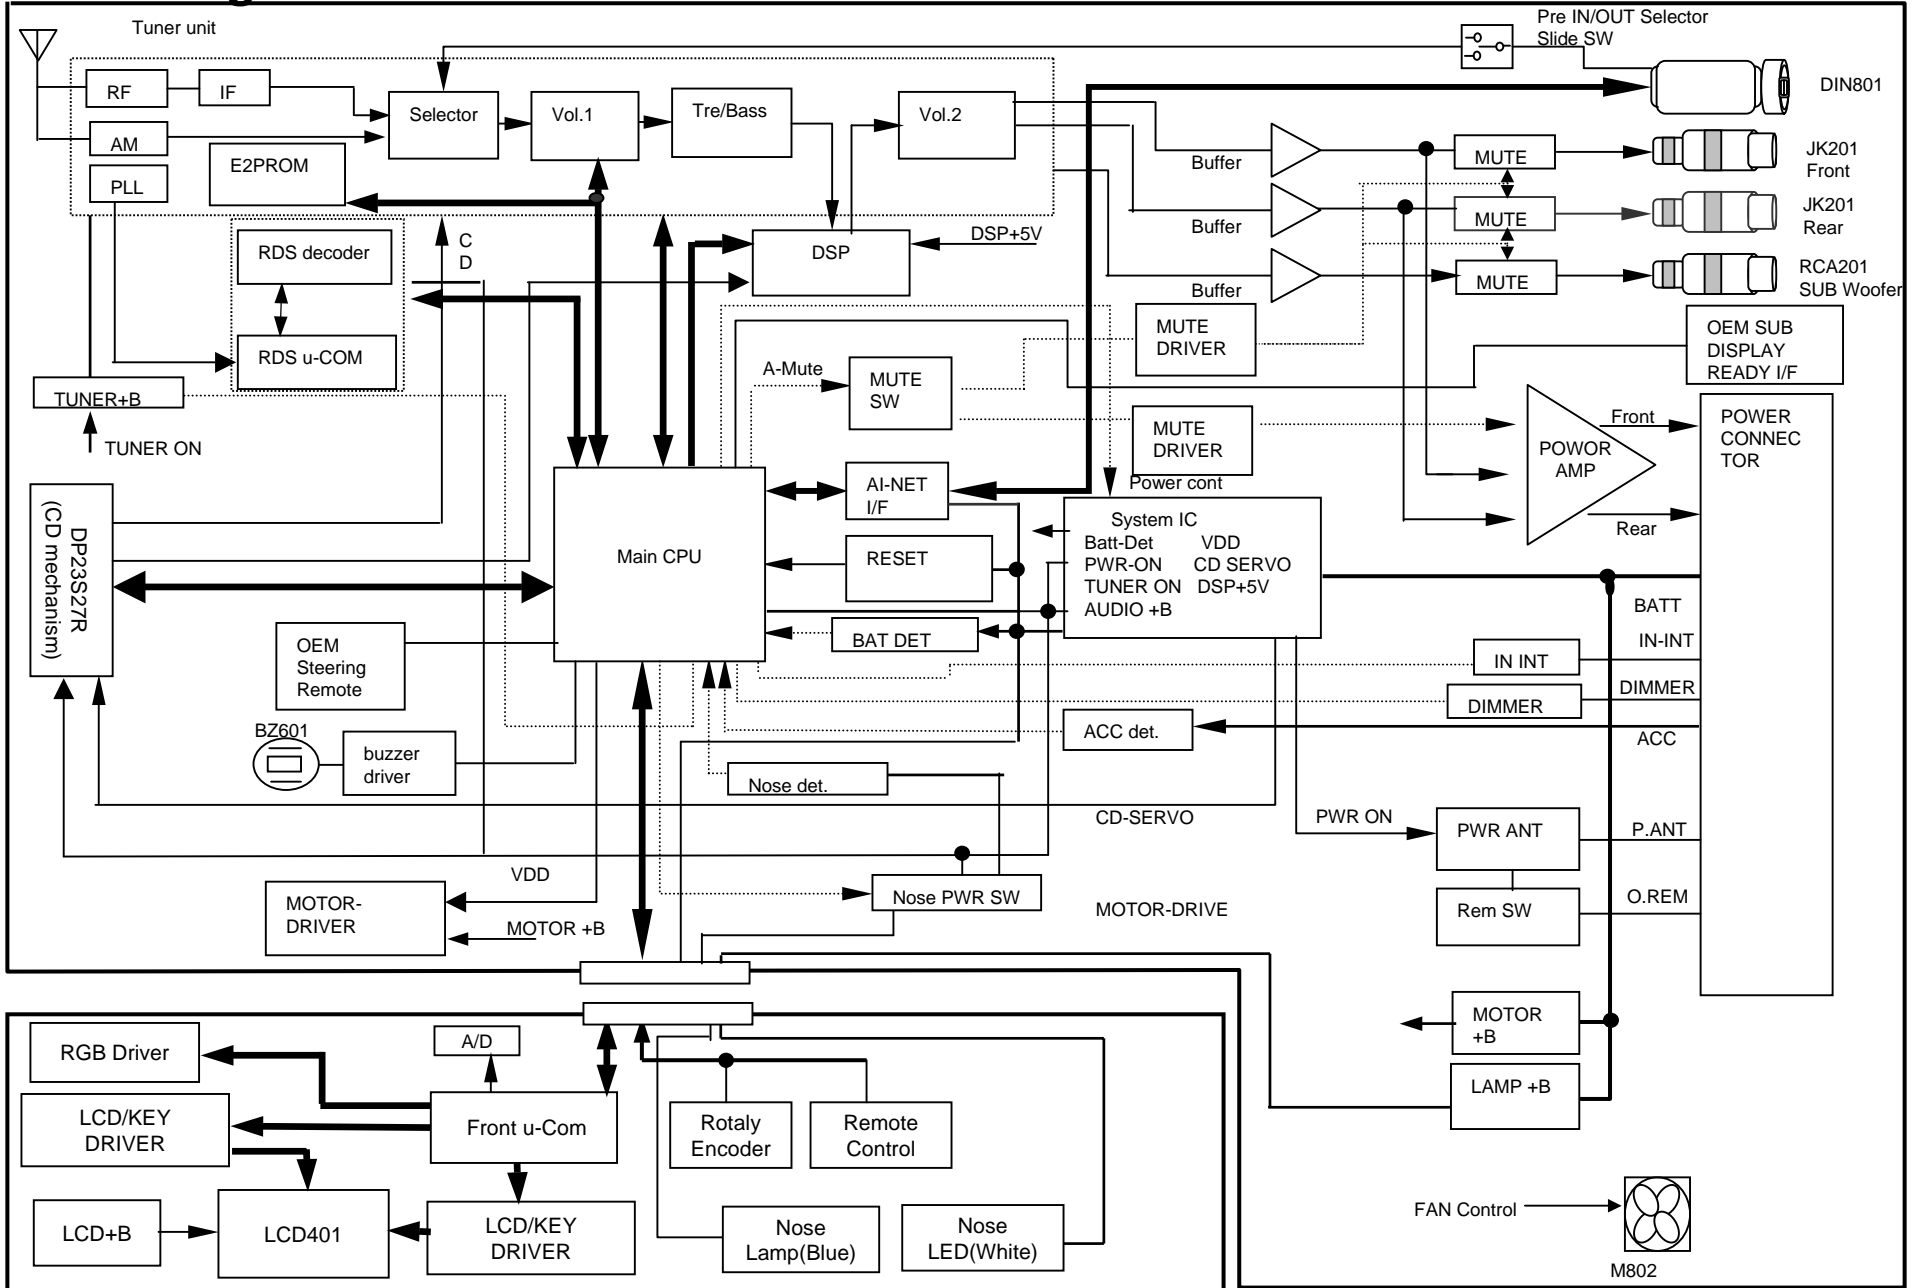 Tuner unit
Pre IN/OUT Selector
Slide SW
DIN801
RF
IF
AM
PLL
Selector
Vol.1
Tre/Bass
Vol.2
E2PROM
Buffer
MUTE
JK201
Front
Buffer
MUTE
JK201
Rear
Buffer
MUTE
RCA201
SUB Woofer
RDS decoder
RDS u-COM
C
D
DSP
DSP+5V
MUTE
DRIVER
OEM SUB
DISPLAY
READY I/F
TUNER+B
TUNER ON
A-Mute
MUTE
SW
MUTE
DRIVER
Front
POWOR
AMP
Rear
POWER
CONNEC
TOR
DP23S27R
(CD mechanism)
Main CPU
AI-NET
I/F
RESET
BAT DET
Power cont
System IC
Batt-Det VDD
PWR-ON CD SERVO
TUNER ON DSP+5V
AUDIO +B
BATT
IN-INT
IN INT
DIMMER
DIMMER
ACC det.
ACC
OEM
Steering
Remote
BZ601
buzzer
driver
Nose det.
CD-SERVO
PWR ON
PWR ANT
P.ANT
VDD
MOTOR-
DRIVER
MOTOR +B
Nose PWR SW
MOTOR-DRIVE
Rem SW
O.REM
MOTOR
+B
LAMP +B
RGB Driver
A/D
LCD/KEY
DRIVER
Front u-Com
Rotaly
Encoder
Remote
Control
LCD+B
LCD401
LCD/KEY
DRIVER
Nose
Lamp(Blue)
Nose
LED(White)
FAN Control
M802